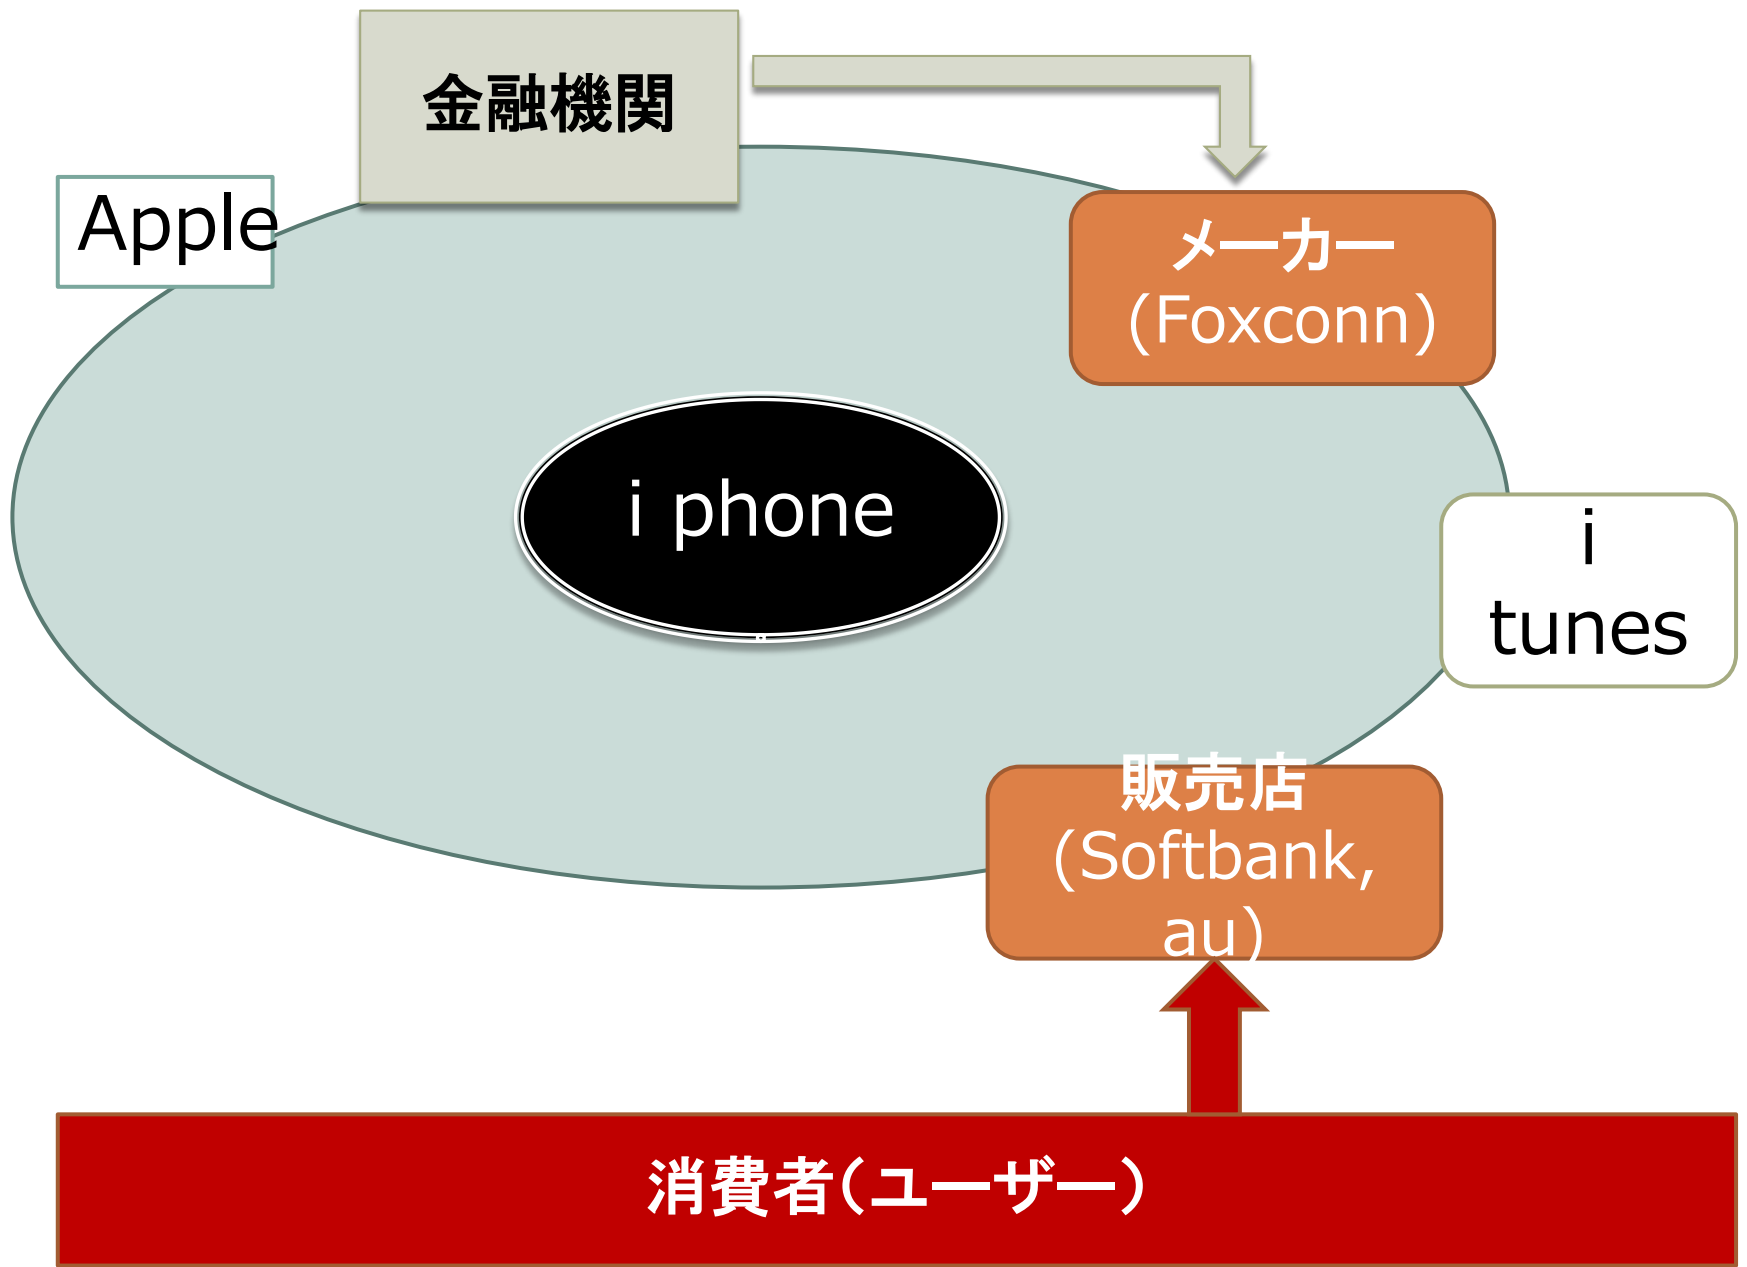 金融機関
Apple
メーカー
(Foxconn)
i phone
i
tunes
販売店
(Softbank,
au)
消費者(ユーザー)